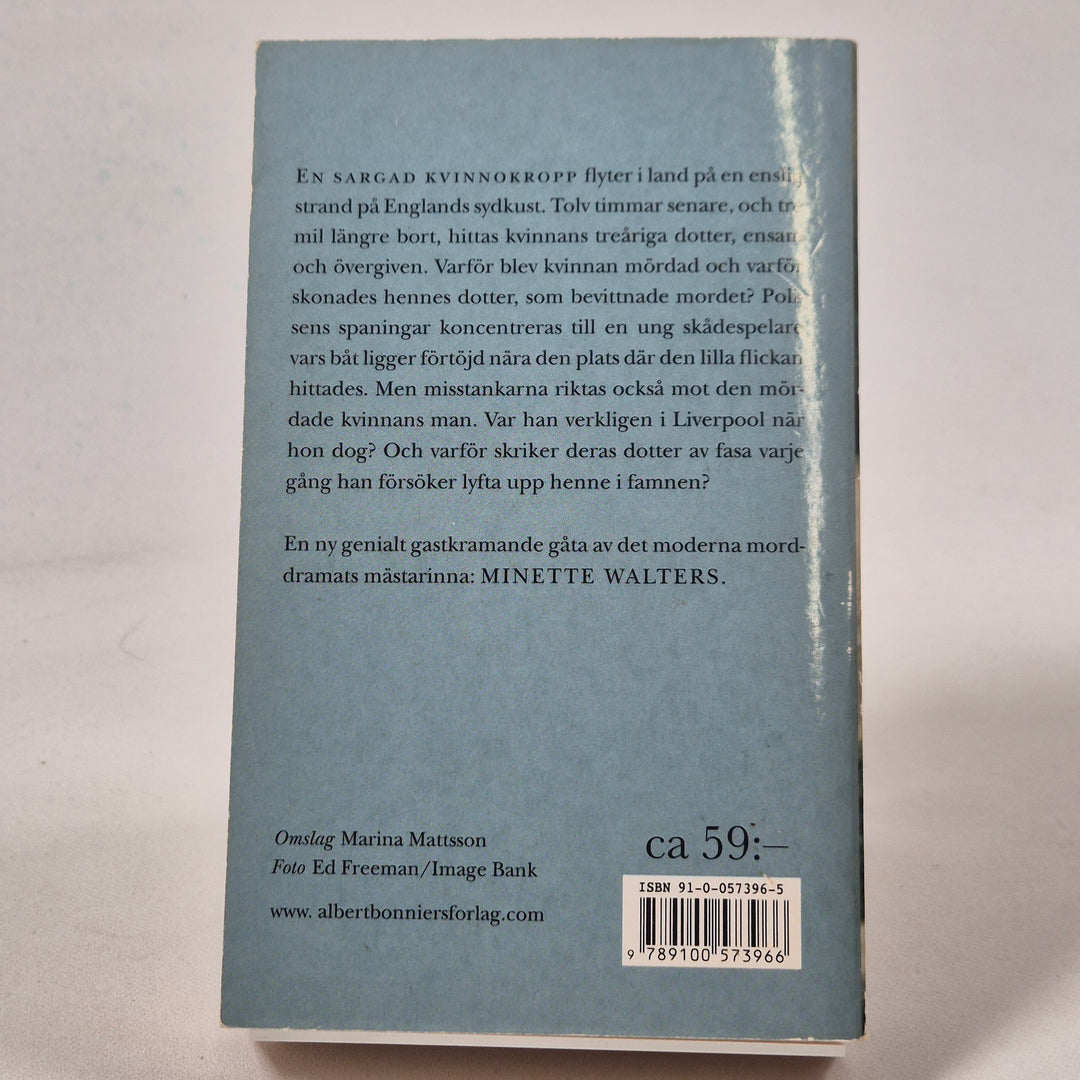 EN SARGAD KVINNOKROPP flyter i land på en enslig
strand på Englands sydkust. Tolv timmar senare, och tre
mil längre bort, hittas kvinnans treåriga dotter, ensam
och övergiven. Varför blev kvinnan mördad och varför
skonades hennes dotter, som bevittnade mordet? Poli-
sens spaningar koncentreras till en ung skådespelare
vars båt ligger förtöjd nära den plats där den lilla flickan
hittades. Men misstankarna riktas också mot den mör-
dade kvinnans man. Var han verkligen i Liverpool när
hon dog? Och varför skriker deras dotter av fasa varje
gång han försöker lyfta upp henne i famnen?
En ny genialt gastkramande gåta av det moderna mord-
dramats mästarinna: MINETTE WALTERS.
Omslag Marina Mattsson
Foto Ed Freeman/Image Bank
www. albertbonniersforlag.com
ca 59:–
ISBN 91-0-057396-5
9 789100 573966